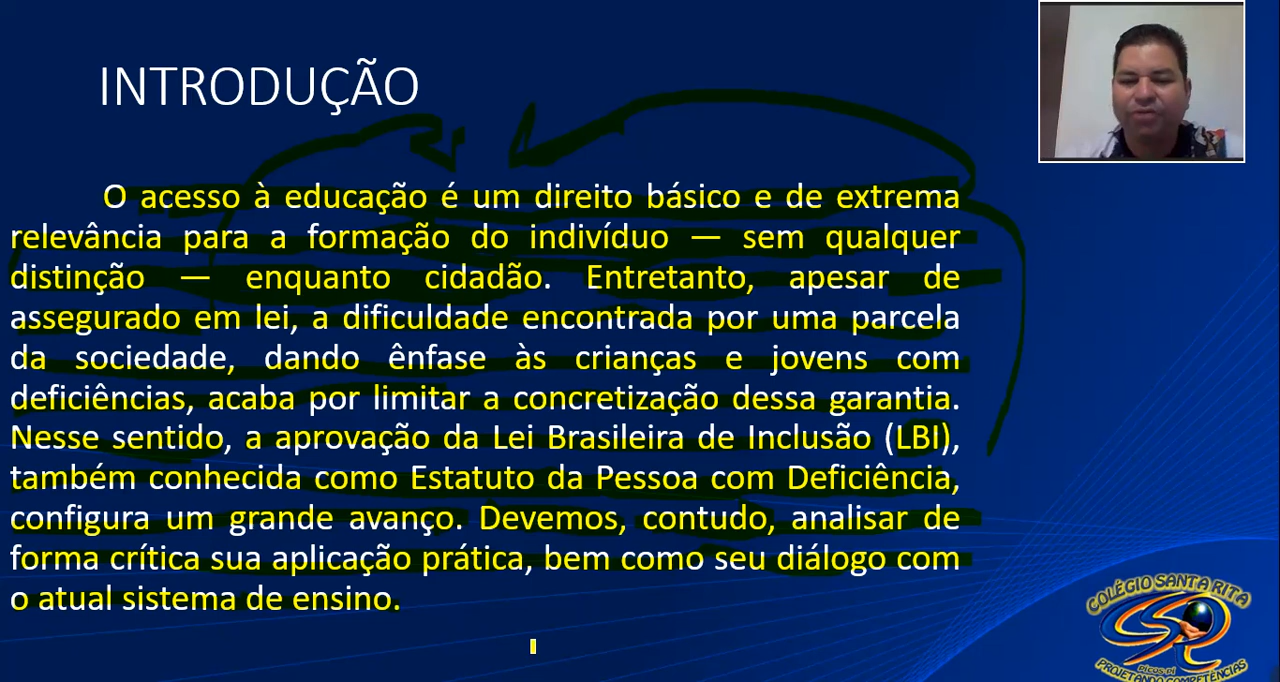 INTRODUÇÃO
O acesso à educação é um direito básico e de extrema
relevância para a formação do indivíduo — sem qualquer
distinção — enquanto cidadão. Entretanto, apesar de
assegurado em lei, a dificuldade encontrada por uma parcela
da sociedade, dando ênfase às crianças e jovens com
deficiências, acaba por limitar a concretização dessa garantia.
Nesse sentido, a aprovação da Lei Brasileira de Inclusão (LBI),
também conhecida como Estatuto da Pessoa com Deficiência,
configura um grande avanço. Devemos, contudo, analisar de
forma crítica sua aplicação prática, bem como seu diálogo com
o atual sistema de ensino.
COLÉGIO SANTA RITA
PICOS PI
PROJETANDO COMPETÊNCIAS